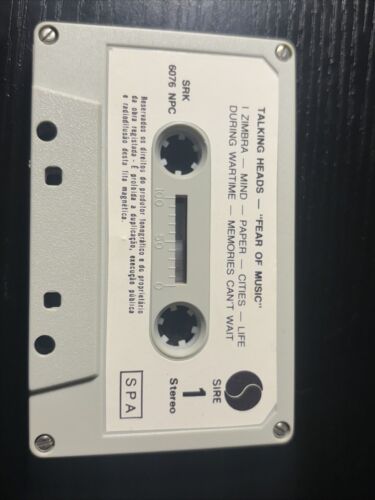 TALKING HEADS — "FEAR OF MUSIC"
I ZIMBRA — MIND — PAPER — CITIES — LIFE
DURING WARTIME — MEMORIES CAN'T WAIT
SRK
6076 NPC
SIRE
1
Stereo
SPA
100 50 0
Reservados os direitos do produtor fonográfico e do proprietário
da obra registada - É proibida a duplicação, execução pública
e radiodifusão desta fita magnética.